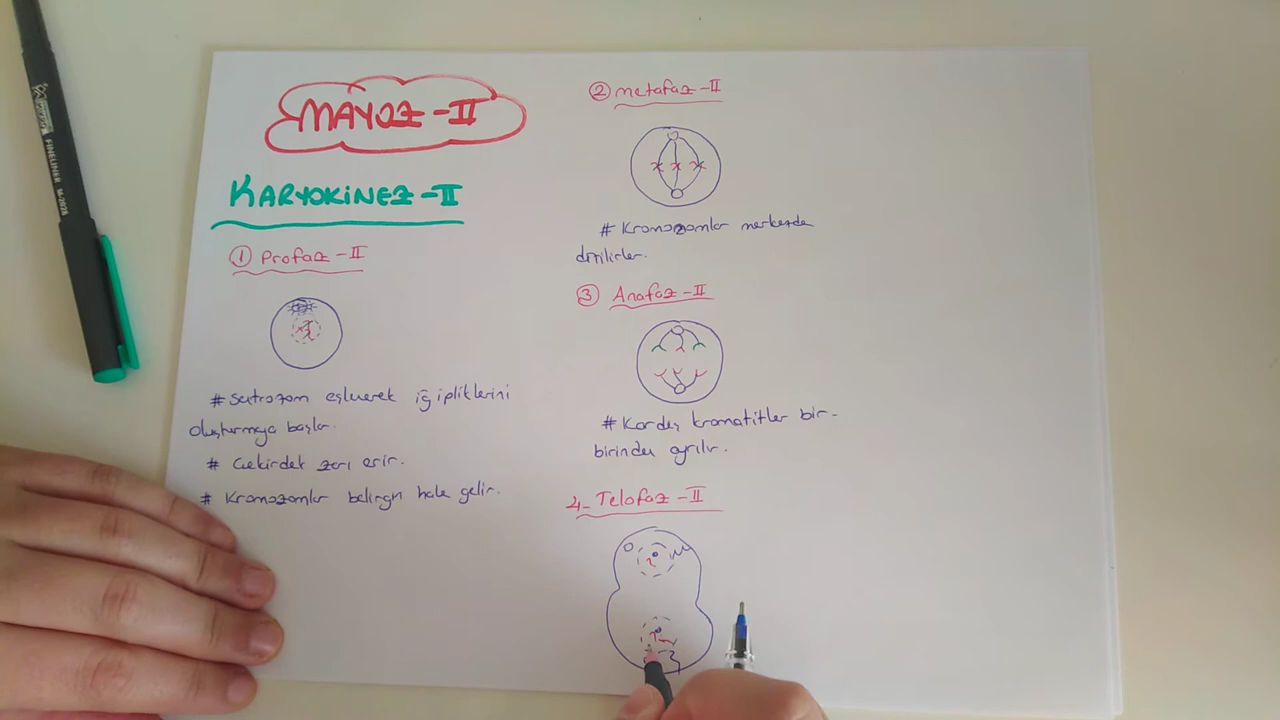 MAYOZ-II
KARYOKİNEZ-II
① Profaz-II
# Sentrozom eşlenerek iğ ipliklerini
oluşturmaya başlar.
# Çekirdek zarı erir.
# Kromozomlar belirgin hale gelir.
② metafaz-II
# Kromozomlar merkezde
dizilirler.
③ Anafaz-II
# Kardeş kromatitler bir-
birinden ayrılır.
4- Telofaz-II
FINELINER